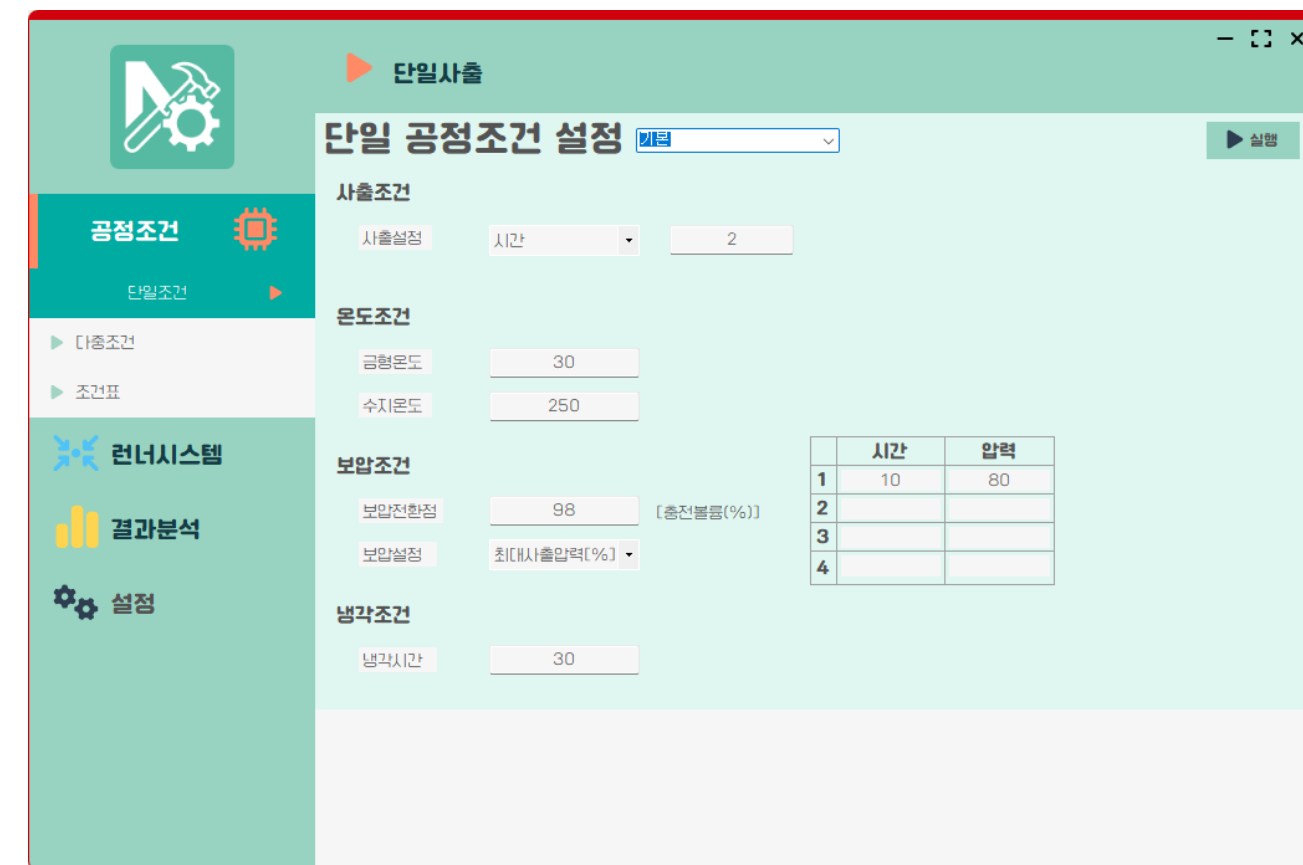 단일사출
단일 공정조건 설정 기본
실행
공정조건
단일조건
다중조건
조건표
런너시스템
결과분석
설정
사출조건
사출설정 시간 2
온도조건
금형온도 30
수지온도 250
보압조건
보압전환점 98 [충전볼륨(%)]
보압설정 최대사출압력[%]
시간 압력
1 10 80
2
3
4
냉각조건
냉각시간 30